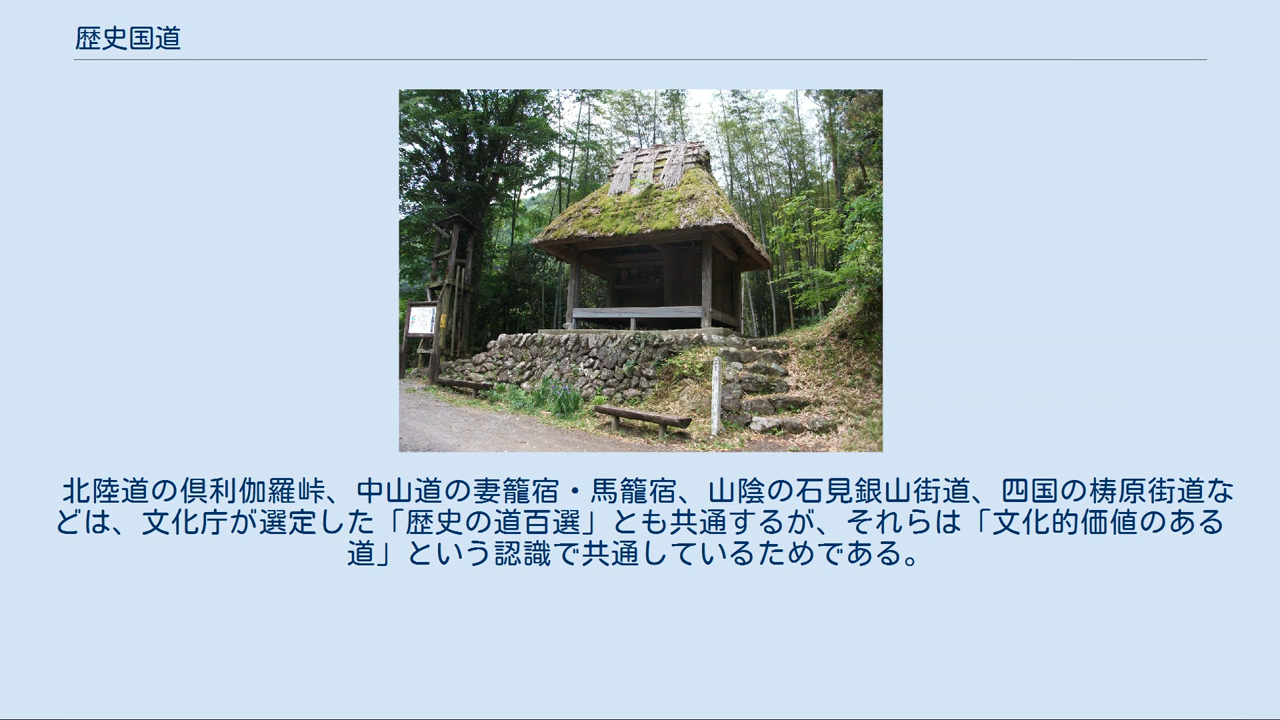 歴史国道
北陸道の倶利伽羅峠、中山道の妻籠宿・馬籠宿、山陰の石見銀山街道、四国の梼原街道な
どは、文化庁が選定した「歴史の道百選」とも共通するが、それらは「文化的価値のある
道」という認識で共通しているためである。